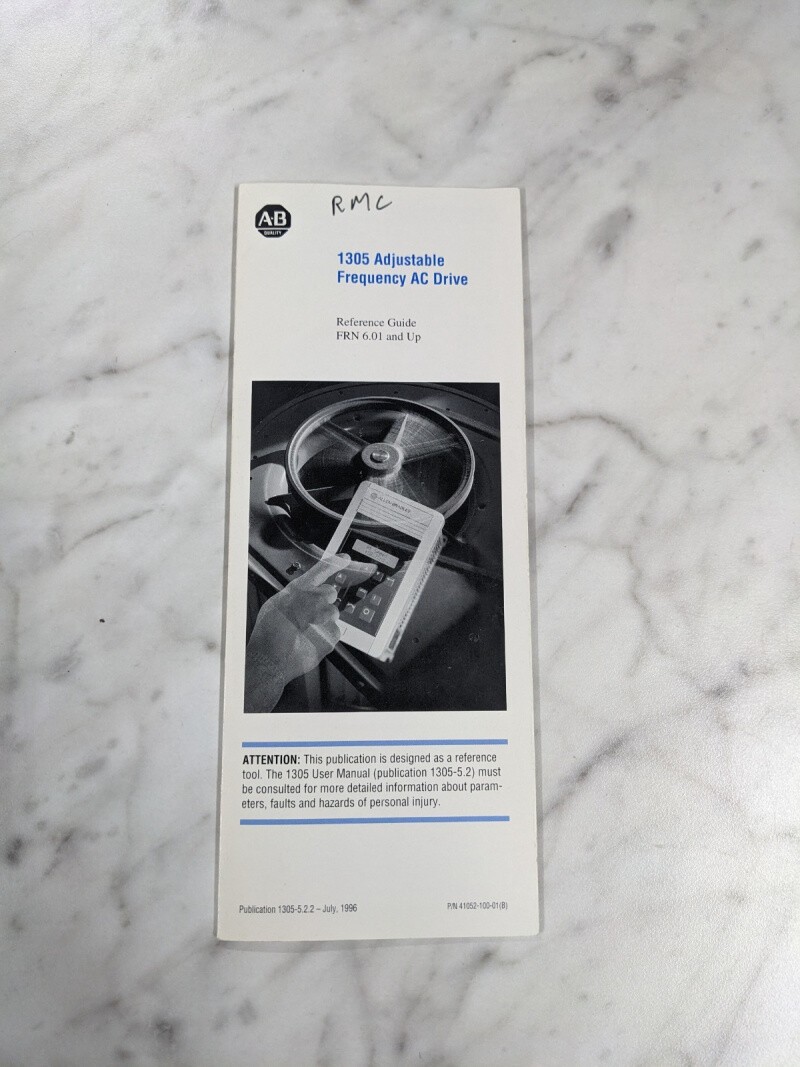 RMC
A-B
QUALITY
1305 Adjustable
Frequency AC Drive
Reference Guide
FRN 6.01 and Up
ALLEN-BRADLEY
ATTENTION: This publication is designed as a reference
tool. The 1305 User Manual (publication 1305-5.2) must
be consulted for more detailed information about param-
eters, faults and hazards of personal injury.
Publication 1305-5.2.2 – July, 1996
P/N 41052-100-01(B)